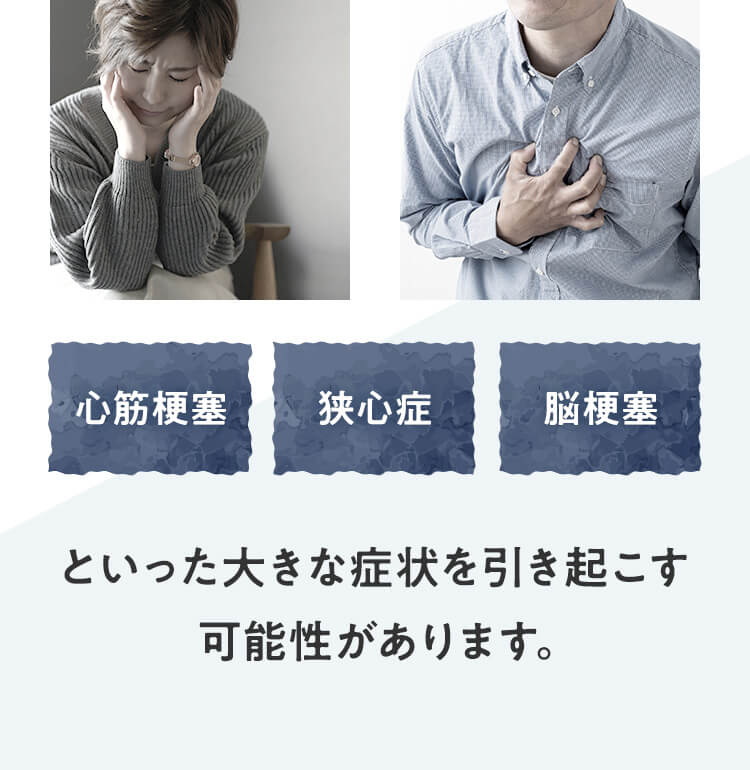 心筋梗塞
狭心症
脳梗塞
といった大きな症状を引き起こす
可能性があります。